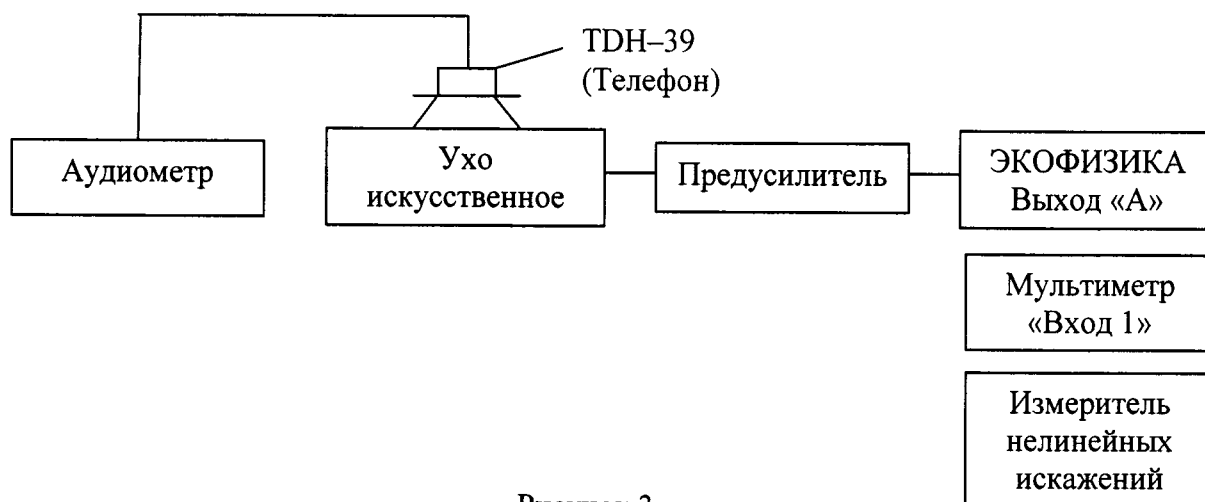 TDH–39
(Телефон)
Аудиометр
Ухо
искусственное
Предусилитель
ЭКОФИЗИКА
Выход «А»
Мультиметр
«Вход 1»
Измеритель
нелинейных
искажений